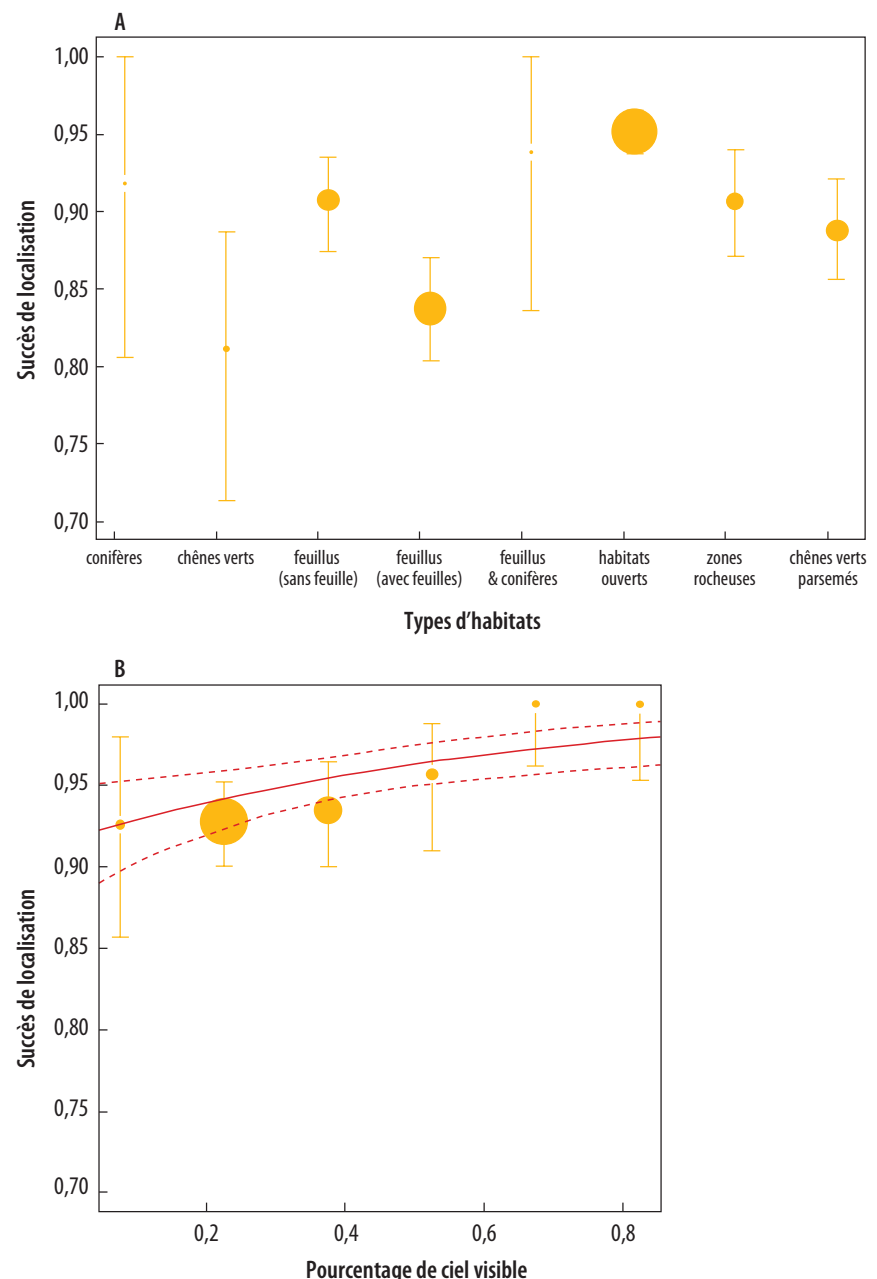 A
1,00
0,95
0,90
0,85
0,80
0,75
0,70
Succès de localisation
conifères
chênes verts
feuillus
(sans feuille)
feuillus
(avec feuilles)
feuillus
& conifères
habitats
ouverts
zones
rocheuses
chênes verts
parsemés
Types d'habitats
B
1,00
0,95
0,90
0,85
0,80
0,75
0,70
Succès de localisation
0,2
0,4
0,6
0,8
Pourcentage de ciel visible